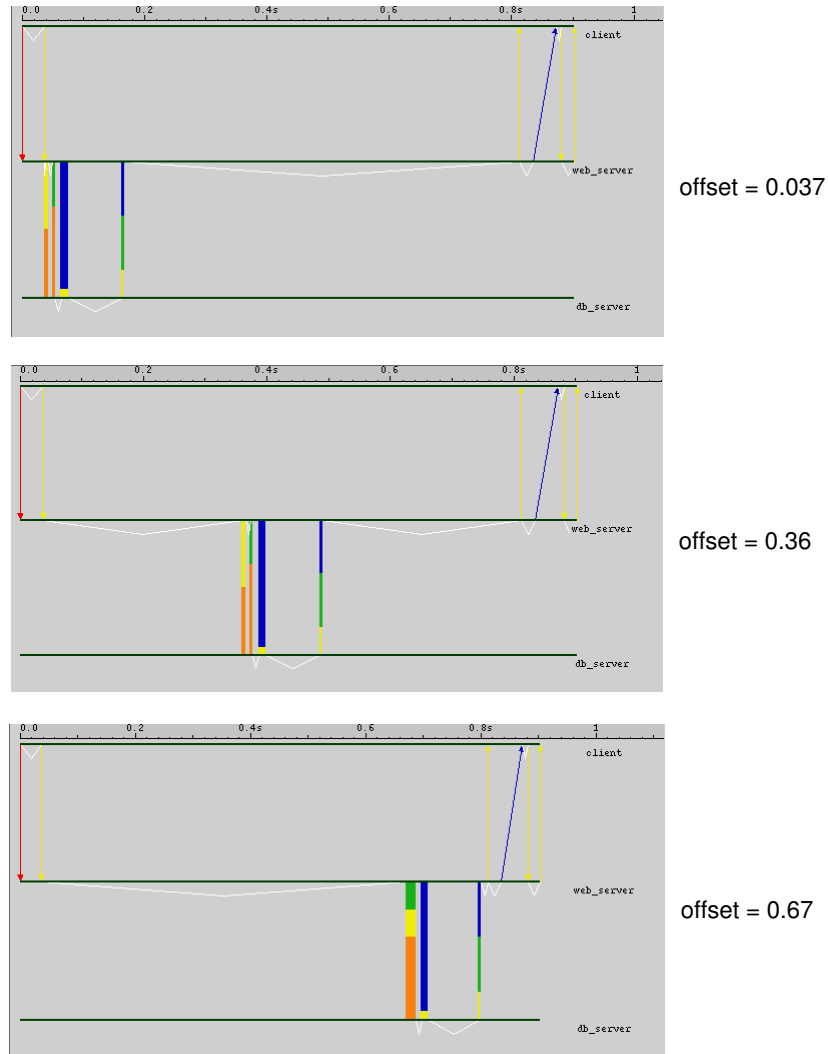 0.0 0.2 0.4s 0.6 0.8s 1
client
web_server
offset = 0.037
db_server
0.0 0.2 0.4s 0.6 0.8s 1
client
web_server
offset = 0.36
db_server
0.0 0.2 0.4s 0.6 0.8s 1
client
web_server
offset = 0.67
db_server